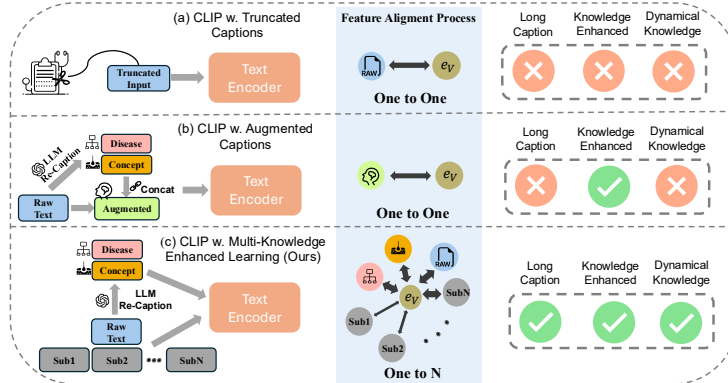 (a) CLIP w. Truncated
Captions
Truncated
Input
Text
Encoder
Feature Aligment Process
RAW
e_V
One to One
Long
Caption
Knowledge
Enhanced
Dynamical
Knowledge
(b) CLIP w. Augmented
Captions
LLM
Re-Caption
Disease
Concept
Concat
Raw
Text
Augmented
Text
Encoder
e_V
One to One
Long
Caption
Knowledge
Enhanced
Dynamical
Knowledge
(c) CLIP w. Multi-Knowledge
Enhanced Learning (Ours)
Disease
Concept
LLM
Re-Caption
Raw
Text
Sub1
Sub2
SubN
Text
Encoder
RAW
e_V
SubN
Sub1
Sub2
One to N
Long
Caption
Knowledge
Enhanced
Dynamical
Knowledge